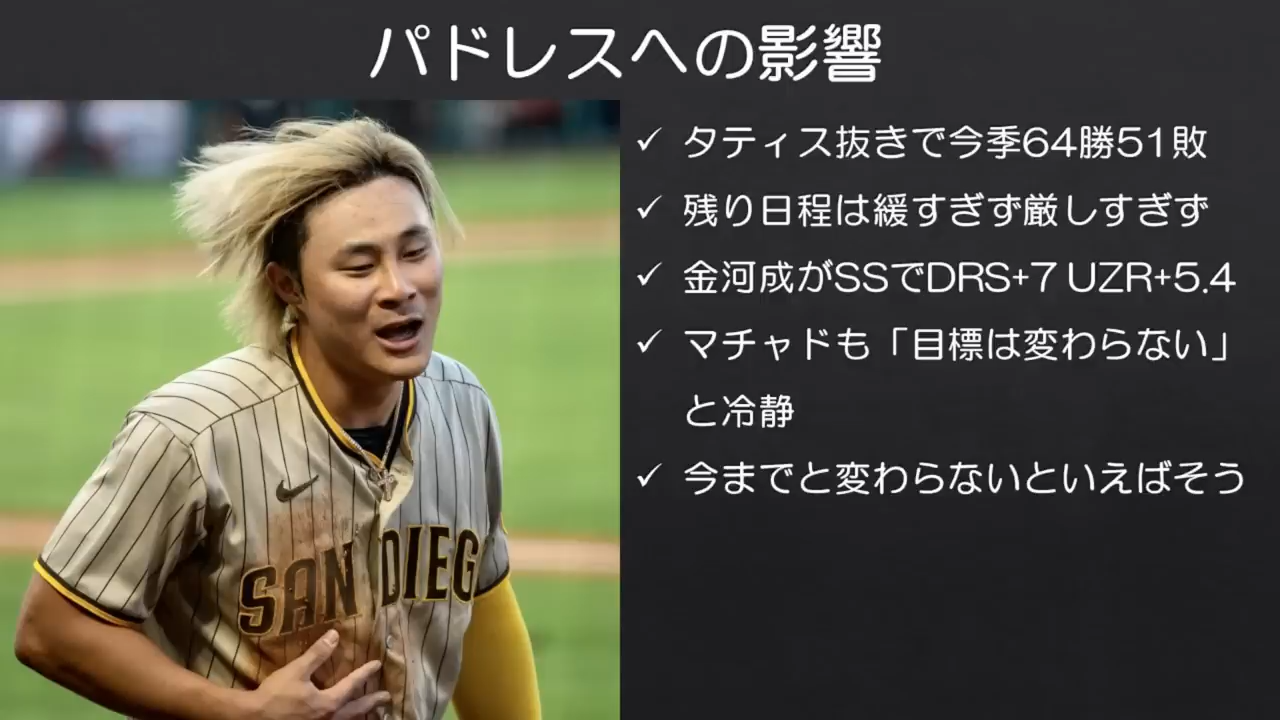 パドレスへの影響
✓ タティス抜きで今季64勝51敗
✓ 残り日程は緩すぎず厳しすぎず
✓ 金河成がSSでDRS+7 UZR+5.4
✓ マチャドも「目標は変わらない」
と冷静
✓ 今までと変わらないといえばそう
SAN DIEG